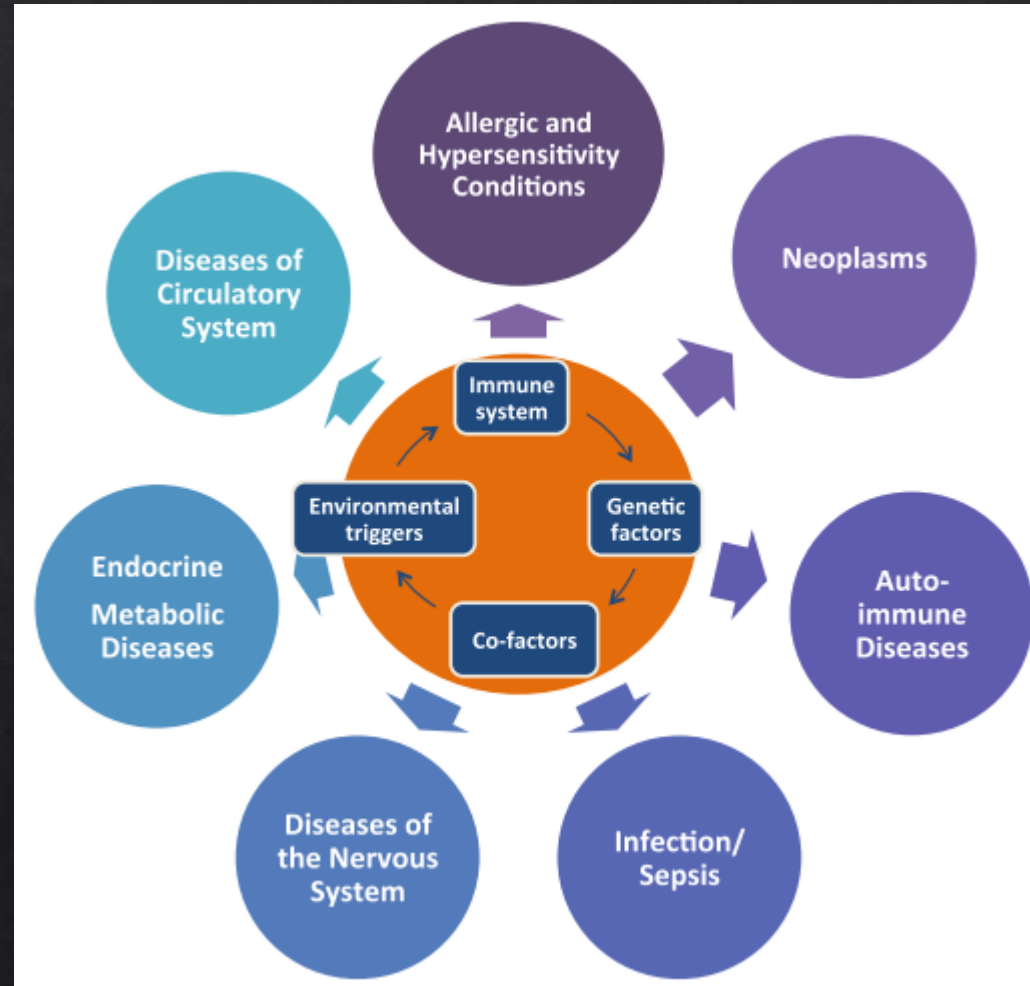 Allergic and
Hypersensitivity
Conditions
Neoplasms
Auto-
immune
Diseases
Infection/
Sepsis
Diseases of
the Nervous
System
Endocrine
Metabolic
Diseases
Diseases of
Circulatory
System
Immune
system
Genetic
factors
Co-factors
Environmental
triggers